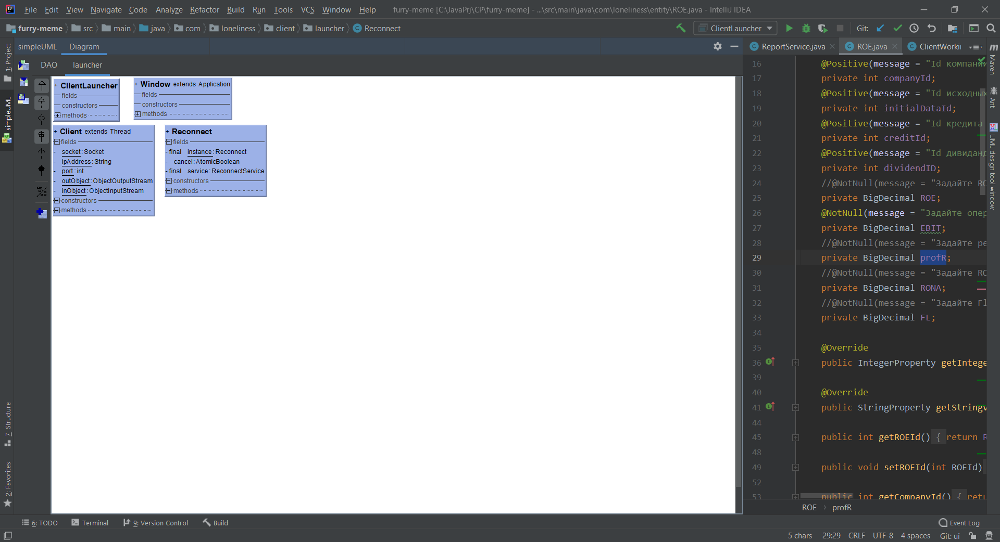 File Edit View Navigate Code Analyze Refactor Build Run Tools VCS Window Help furry-meme [C:\JavaPrj\CP\furry-meme] - ...\src\main\java\com\loneliness\entity\ROE.java - IntelliJ IDEA
furry-meme src main java com loneliness client launcher Reconnect ClientLauncher Git:
simpleUML Diagram
ReportService.java ROE.java ClientWorki 7
DAO launcher
1: Project
simpleUML
7: Structure
2: Favorites
+ ClientLauncher
fields
constructors
methods
+ Window extends Application
fields
constructors
methods
+ Client extends Thread
fields
- socket:Socket
- ipAddress:String
- port:int
- outObject:ObjectOutputStream
- inObject:ObjectInputStream
constructors
methods
+ Reconnect
fields
- final instance:Reconnect
- cancel:AtomicBoolean
- final service:ReconnectService
constructors
methods
16 @Positive(message = "Id компани
17 private int companyId;
18 @Positive(message = "Id исходных
19 private int initialDataId;
20 @Positive(message = "Id кредита
21 private int creditId;
22 @Positive(message = "Id дивиданд
23 private int dividendID;
24 //@NotNull(message = "Задайте RO
25 private BigDecimal ROE;
26 @NotNull(message = "Задайте опер
27 private BigDecimal EBIT;
28 //@NotNull(message = "Задайте ре
29 private BigDecimal profR;
30 //@NotNull(message = "Задайте RO
31 private BigDecimal RONA;
32 //@NotNull(message = "Задайте Fl
33 private BigDecimal FL;
34
35 @Override
36 public IntegerProperty getIntege
39
40 @Override
41 public StringProperty getStringv
44
45 public int getROEId() { return R
48
49 public void setROEId(int ROEId)
52
53 public int getCompanyId() { retu
ROE profR
m Maven
Ant
UML design tool window
6: TODO Terminal 9: Version Control Build Event Log
5 chars 29:29 CRLF UTF-8 4 spaces Git: ui